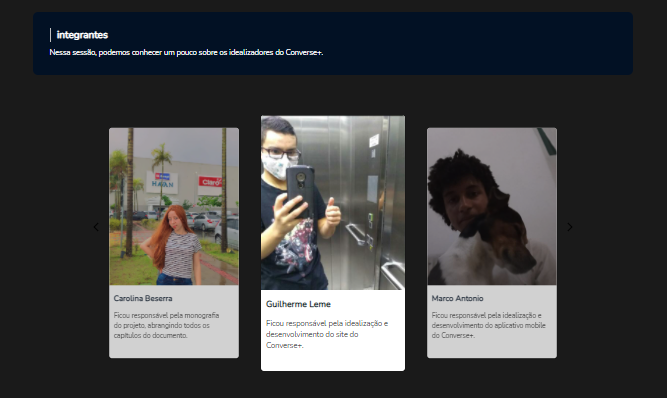 integrantes
Nessa sessão, podemos conhecer um pouco sobre os idealizadores do Converse+.
HAVAN
Claro
Carolina Beserra
Ficou responsável pela monografia
do projeto, abrangindo todos os
capítulos do documento.
Guilherme Leme
Ficou responsável pela idealização e
desenvolvimento do site do
Converse+.
Marco Antonio
Ficou responsável pela idealização e
desenvolvimento do aplicativo mobile
do Converse+.